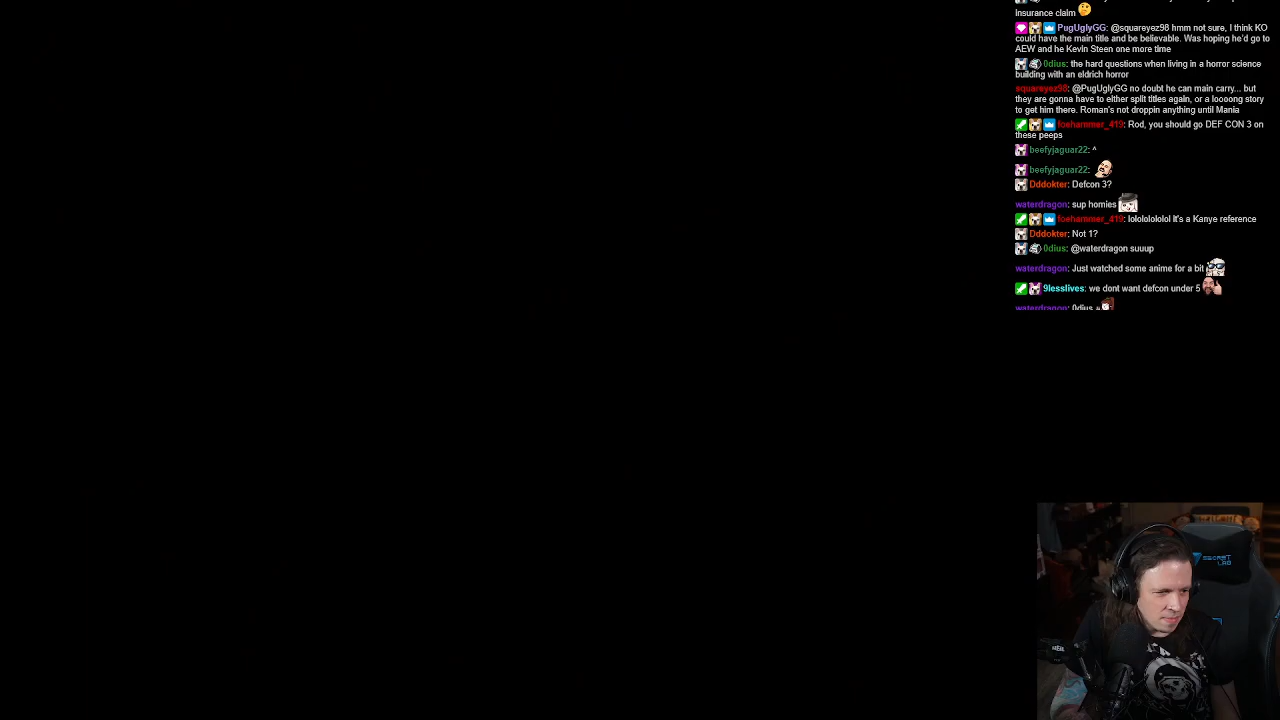 Insurance claim
PugUglyGG: @squareyez98 hmm not sure, I think KO
could have the main title and be believable. Was hoping he'd go to
AEW and he Kevin Steen one more time
0dius: the hard questions when living in a horror science
building with an eldrich horror
squareyez98: @PugUglyGG no doubt he can main carry... but
they are gonna have to either split titles again, or a loooong story
to get him there. Roman's not droppin anything until Mania
foehammer_419: Rod, you should go DEF CON 3 on
these peeps
beefyjaguar22: ^
beefyjaguar22:
Dddokter: Defcon 3?
waterdragon: sup homies
foehammer_419: lolololololol It's a Kanye reference
Dddokter: Not 1?
0dius: @waterdragon suuup
waterdragon: Just watched some anime for a bit
9lesslives: we dont want defcon under 5
waterdragon: 0dius
SECRET
LAB